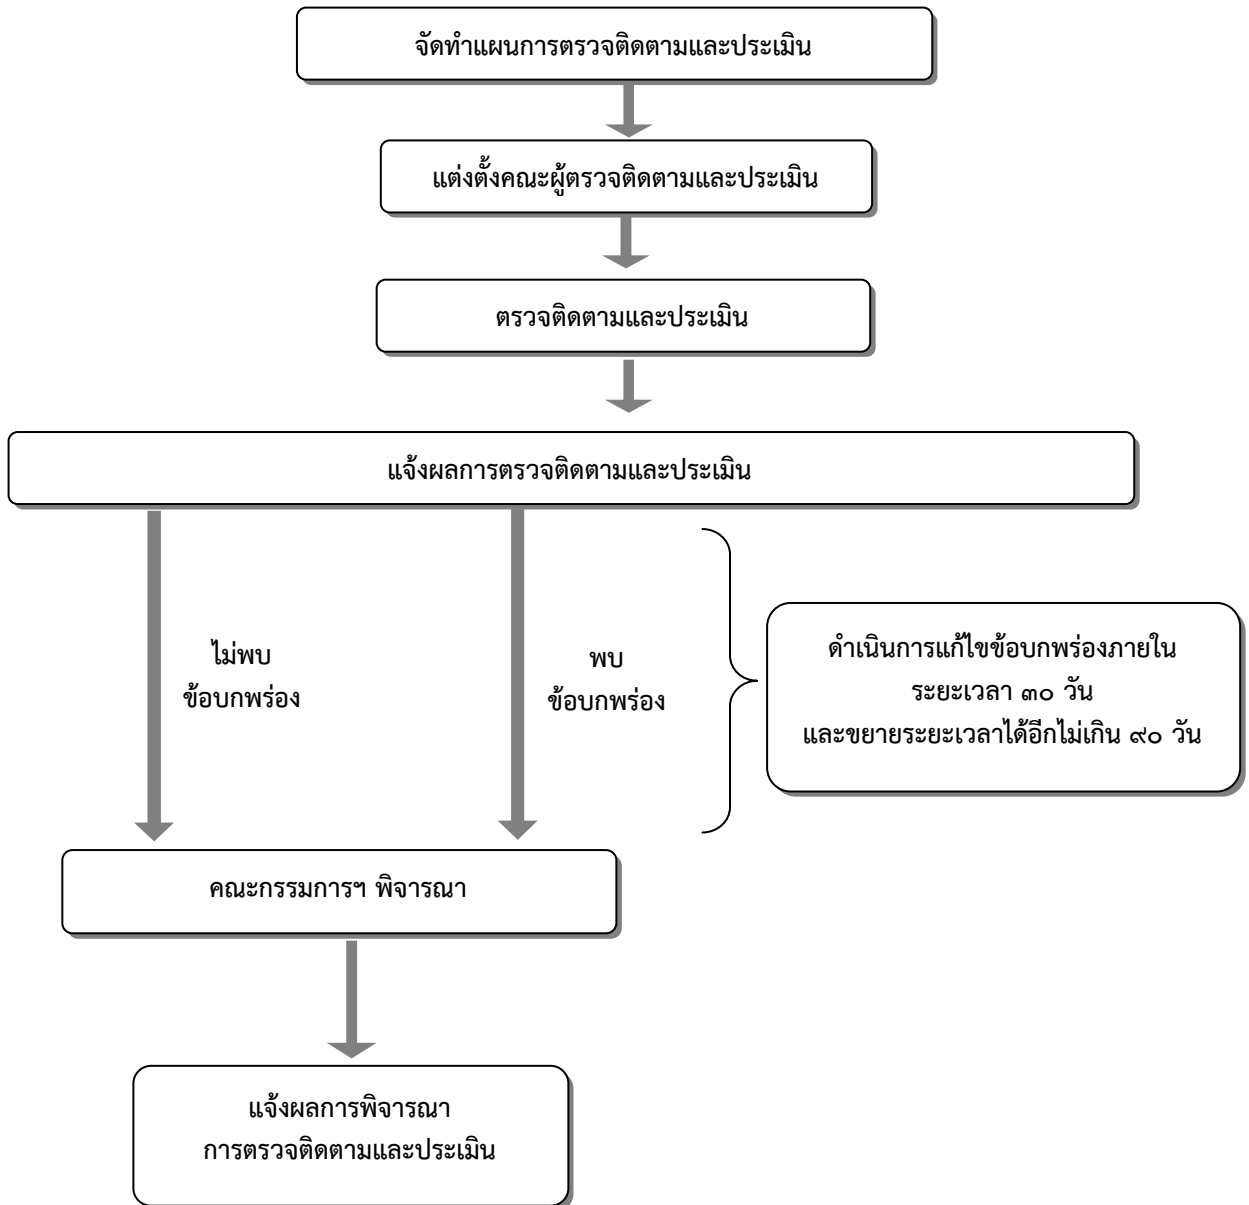 จัดทำแผนการตรวจติดตามและประเมิน
แต่งตั้งคณะผู้ตรวจติดตามและประเมิน
ตรวจติดตามและประเมิน
แจ้งผลการตรวจติดตามและประเมิน
ไม่พบ
ข้อบกพร่อง
พบ
ข้อบกพร่อง
ดำเนินการแก้ไขข้อบกพร่องภายใน
ระยะเวลา ๓๐ วัน
และขยายระยะเวลาได้อีกไม่เกิน ๙๐ วัน
คณะกรรมการฯ พิจารณา
แจ้งผลการพิจารณา
การตรวจติดตามและประเมิน